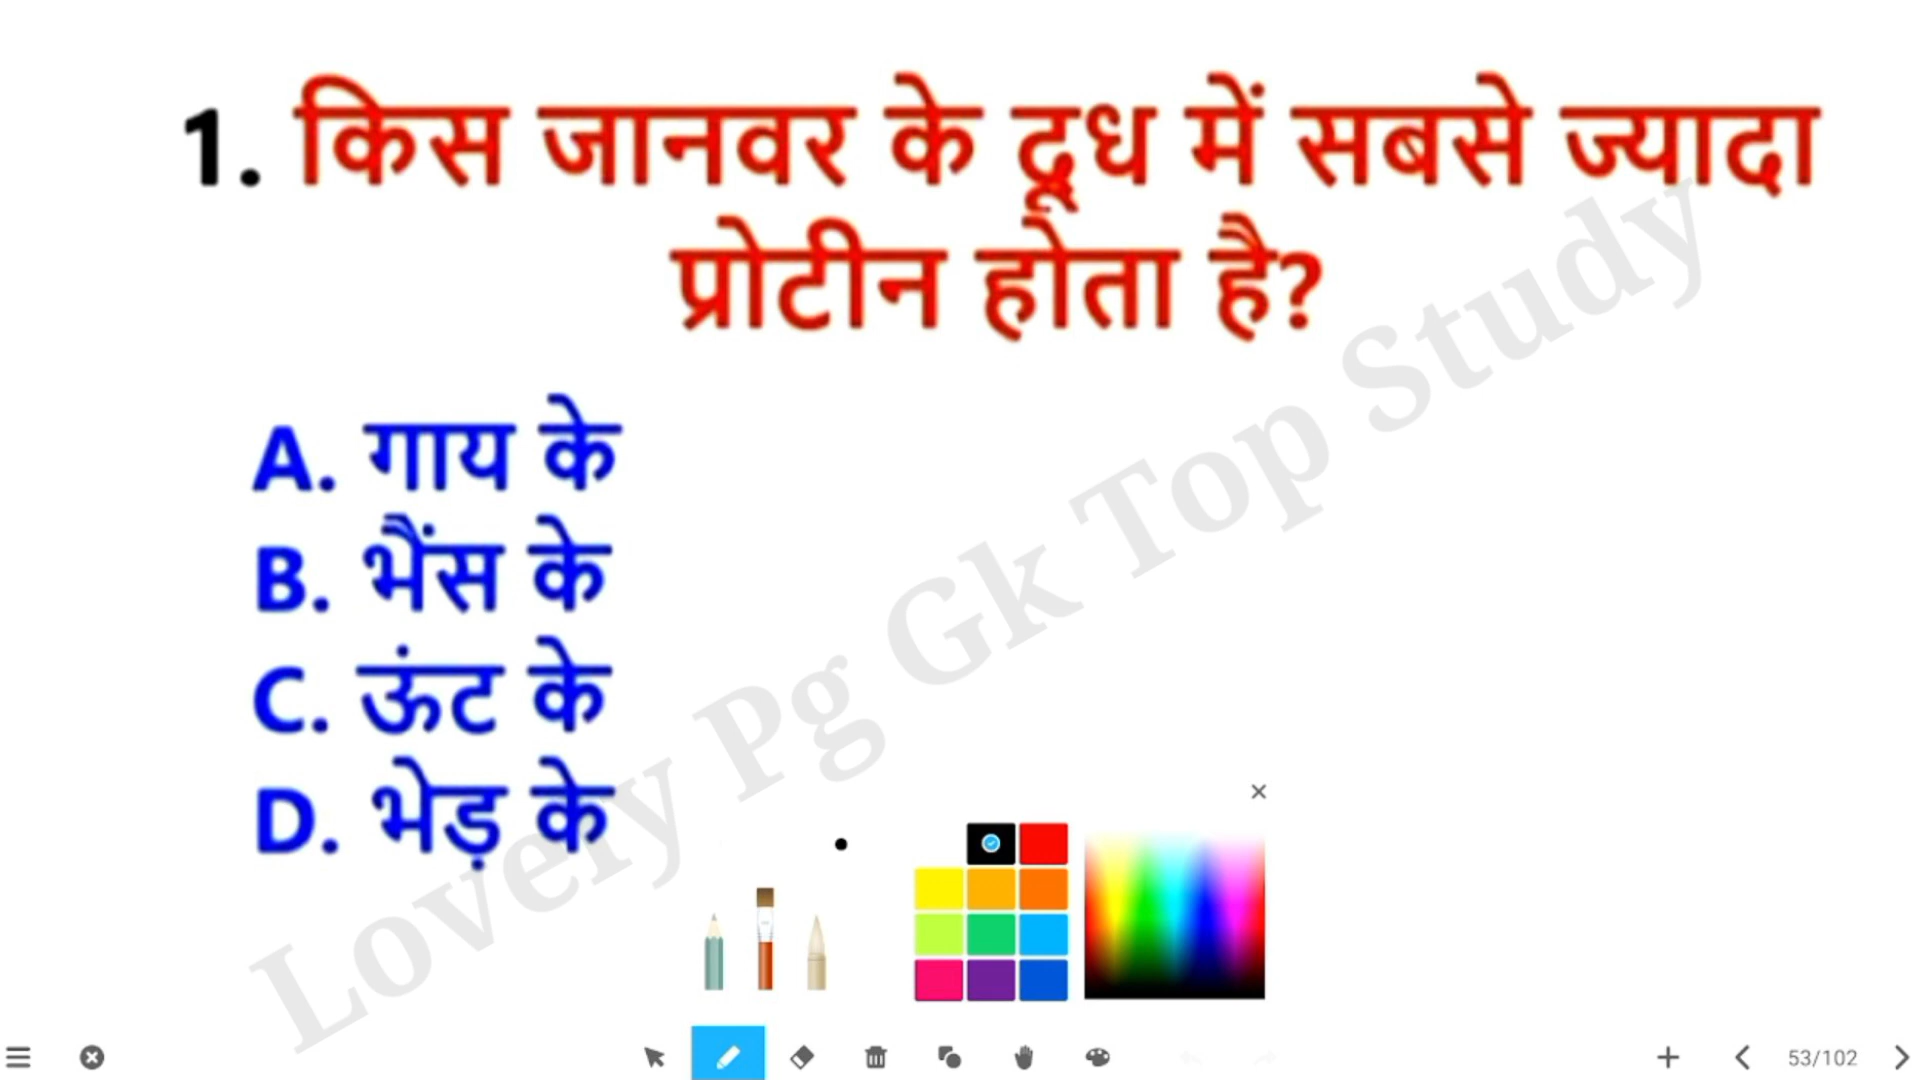 1. किस जानवर के दूध में सबसे ज्यादा
प्रोटीन होता है?
A. गाय के
B. भैंस के
C. ऊंट के
D. भेड़ के
Lovely Pg Gk Top Study
53/102